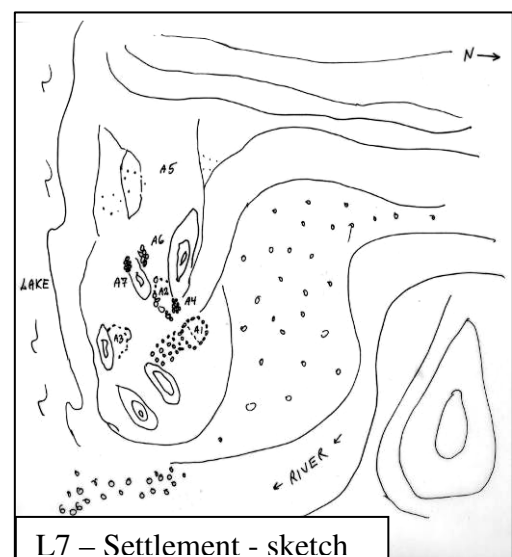 N →
A5
A6
A7
A2
A4
LAKE
A3
A1
← RIVER ←
L7 – Settlement - sketch